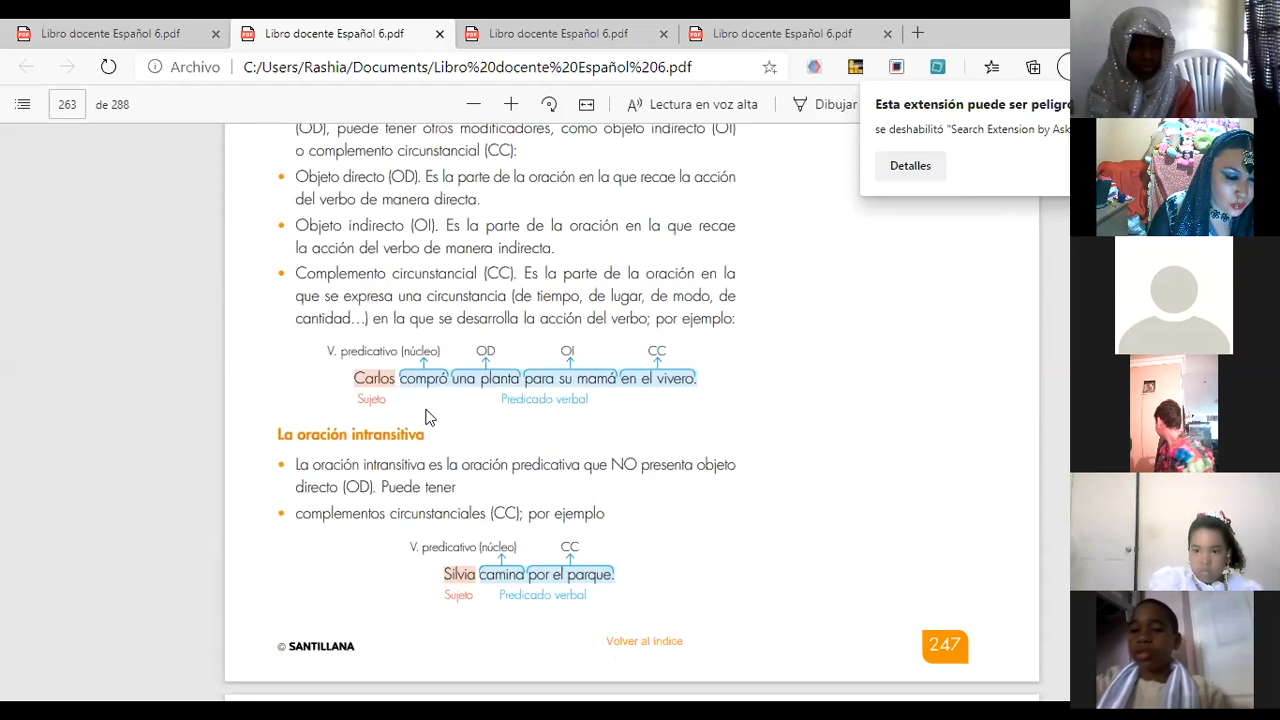 Libro docente Español 6.pdf
Libro docente Español 6.pdf
Libro docente Español 6.pdf
Libro docente Español 6.pdf
Archivo C:/Users/Rashia/Documents/Libro%20docente%20Español%206.pdf
263 de 288
Lectura en voz alta
Dibujar
Esta extensión puede ser
se deshabilitó "Search Extension by Ask
Detalles
(OD), puede tener otros modificadores, como objeto indirecto (OI)
o complemento circunstancial (CC):
• Objeto directo (OD). Es la parte de la oración en la que recae la acción
del verbo de manera directa.
• Objeto indirecto (OI). Es la parte de la oración en la que recae
la acción del verbo de manera indirecta.
• Complemento circunstancial (CC). Es la parte de la oración en la
que se expresa una circunstancia (de tiempo, de lugar, de modo, de
cantidad...) en la que se desarrolla la acción del verbo; por ejemplo:
V. predicativo (núcleo) OD OI CC
Carlos compró una planta para su mamá en el vivero.
Sujeto Predicado verbal
La oración intransitiva
• La oración intransitiva es la oración predicativa que NO presenta objeto
directo (OD). Puede tener
• complementos circunstanciales (CC); por ejemplo
V. predicativo (núcleo) CC
Silvia camina por el parque.
Sujeto Predicado verbal
© SANTILLANA
Volver al índice
247